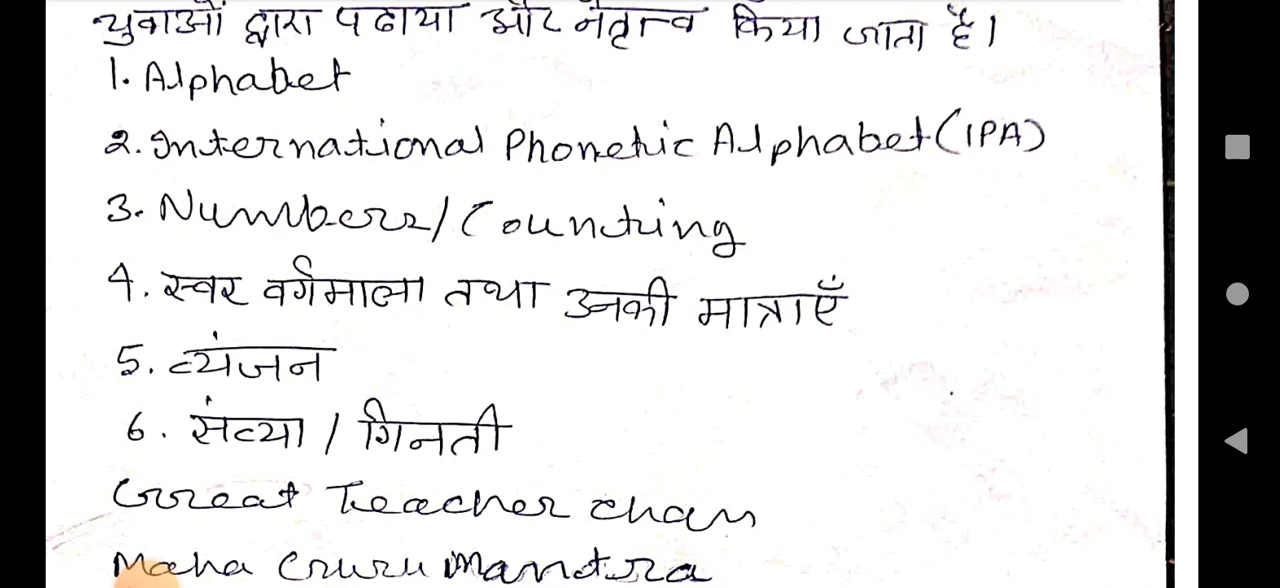 युवाओं द्वारा पढाया और नेतृत्व किया जाता है।
1. Alphabet
2. International Phonetic Alphabet (IPA)
3. Numbers/Counting
4. स्वर वर्णमाला तथा उनकी मात्राएँ
5. व्यंजन
6. संख्या / गिनती
Great Teacher Chan
Maha Guru Mandtra